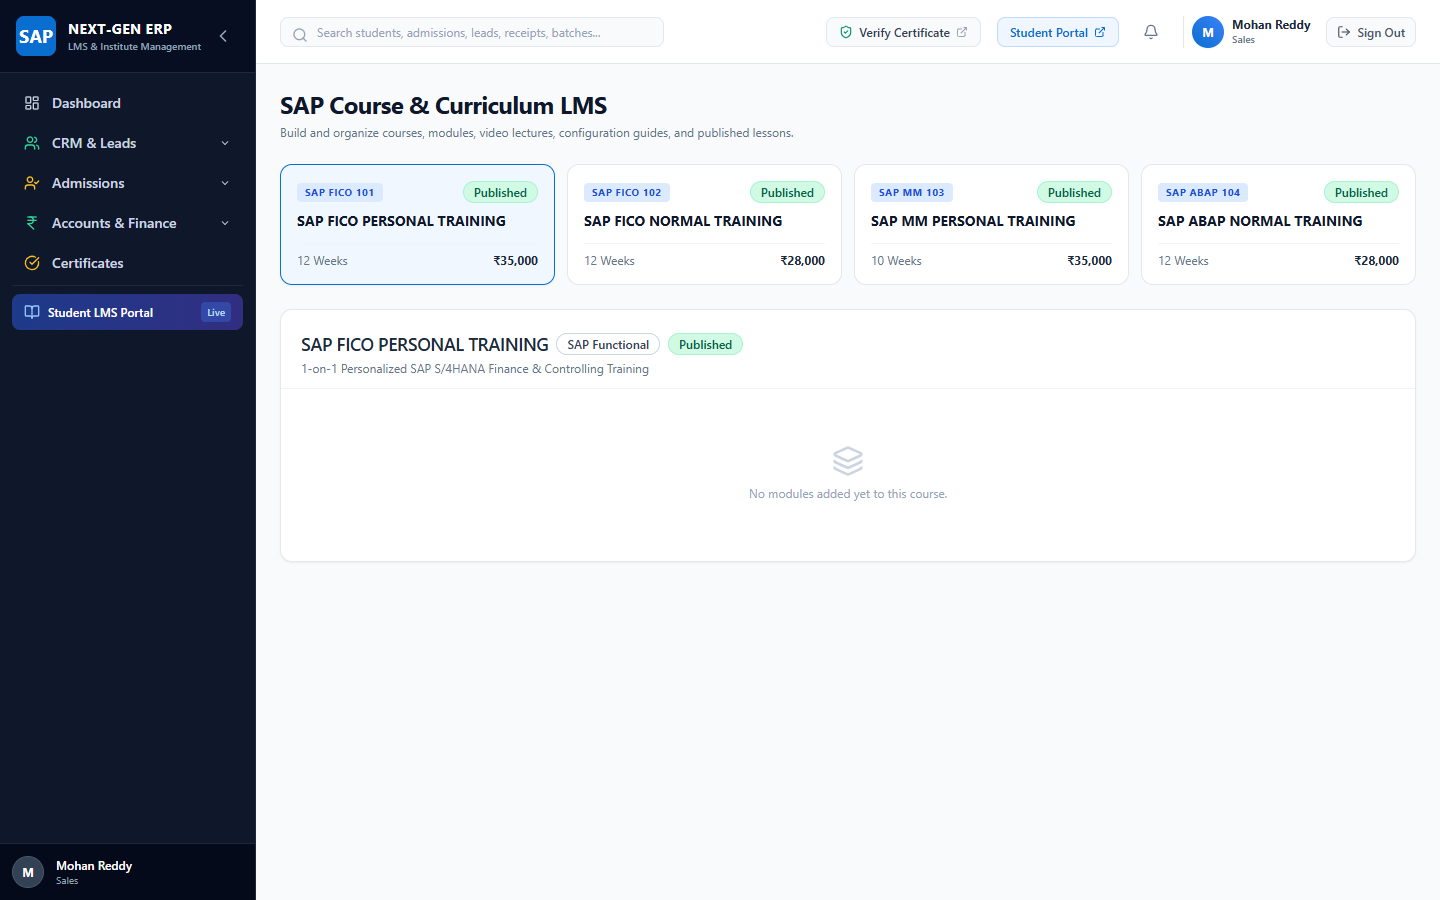 SAP
NEXT-GEN ERP
LMS & Institute Management
Dashboard
CRM & Leads
Admissions
Accounts & Finance
Certificates
Student LMS Portal
Live
M
Mohan Reddy
Sales
Search students, admissions, leads, receipts, batches...
Verify Certificate
Student Portal
M
Mohan Reddy
Sales
Sign Out
SAP Course & Curriculum LMS
Build and organize courses, modules, video lectures, configuration guides, and published lessons.
SAP FICO 101
Published
SAP FICO PERSONAL TRAINING
12 Weeks
₹35,000
SAP FICO 102
Published
SAP FICO NORMAL TRAINING
12 Weeks
₹28,000
SAP MM 103
Published
SAP MM PERSONAL TRAINING
10 Weeks
₹35,000
SAP ABAP 104
Published
SAP ABAP NORMAL TRAINING
12 Weeks
₹28,000
SAP FICO PERSONAL TRAINING
SAP Functional
Published
1-on-1 Personalized SAP S/4HANA Finance & Controlling Training
No modules added yet to this course.